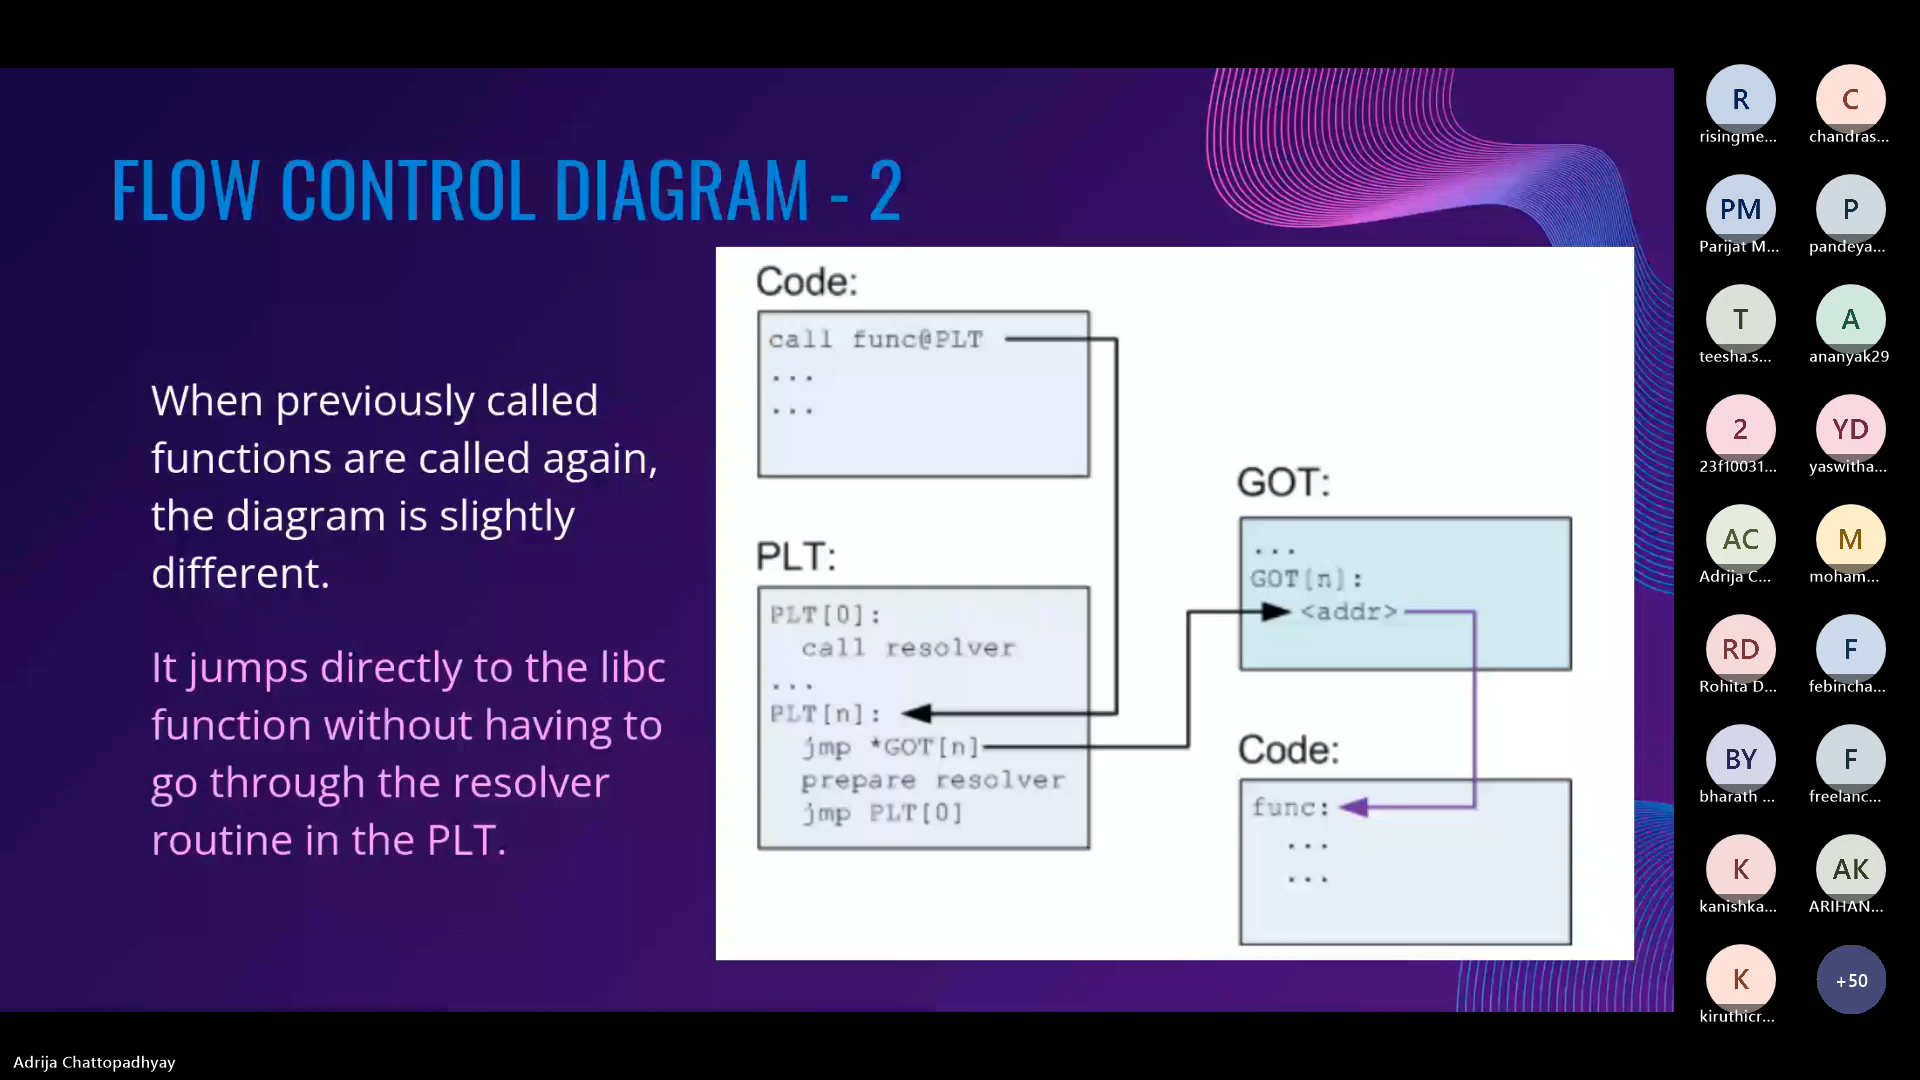 FLOW CONTROL DIAGRAM - 2
When previously called
functions are called again,
the diagram is slightly
different.
It jumps directly to the libc
function without having to
go through the resolver
routine in the PLT.
Code:
call func@PLT
...
...
PLT:
PLT[0]:
call resolver
...
PLT[n]:
jmp *GOT[n]
prepare resolver
jmp PLT[0]
GOT:
...
GOT[n]:
<addr>
Code:
func:
...
...
R
risingme...
C
chandras...
PM
Parijat M...
P
pandeya...
T
teesha.s...
A
ananyak29
2
23f10031...
YD
yaswitha...
AC
Adrija C...
M
moham...
RD
Rohita D...
F
febincha...
BY
bharath ...
F
freelanc...
K
kanishka...
AK
ARIHAN...
K
kiruthicr...
+50
Adrija Chattopadhyay